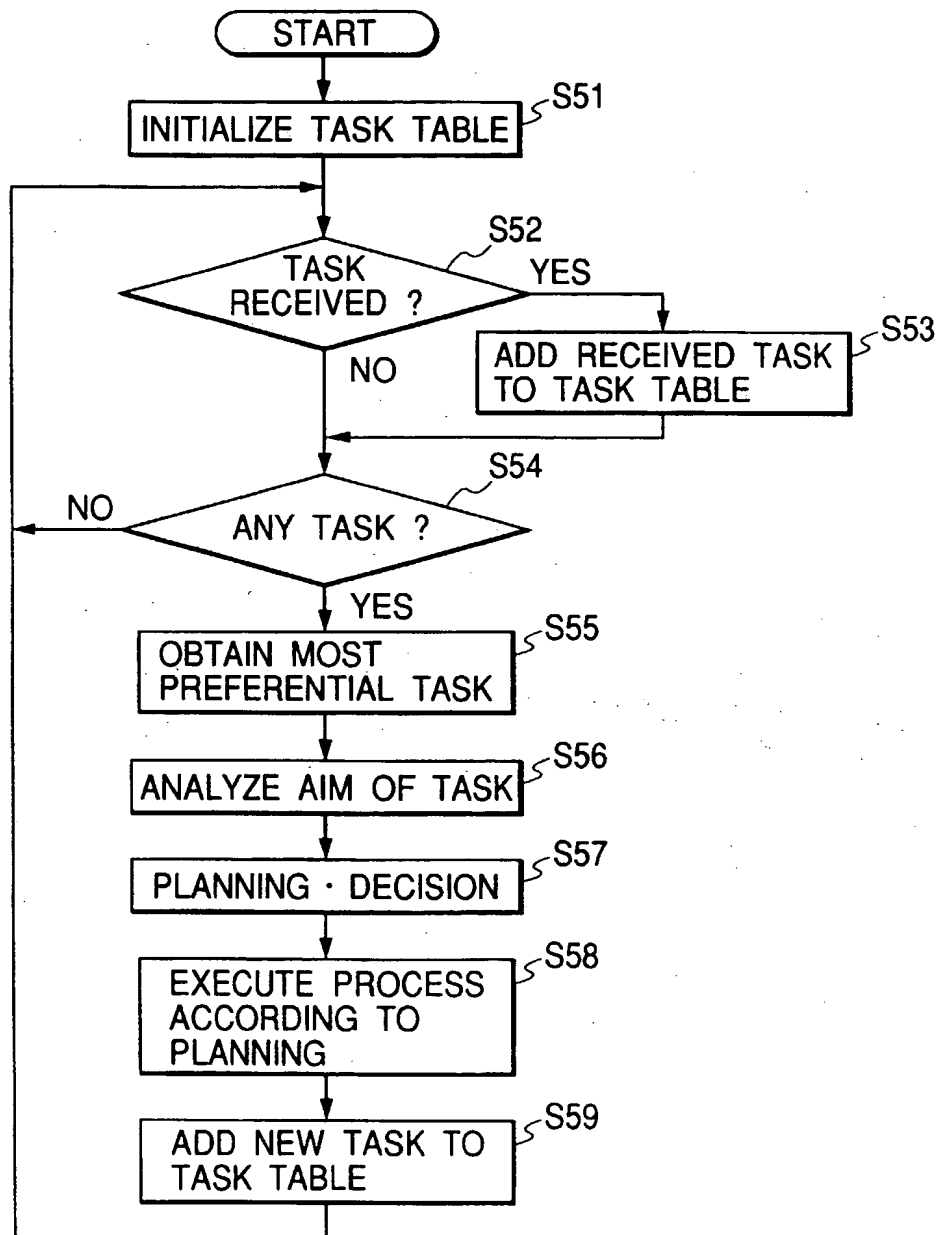 START
S51
INITIALIZE TASK TABLE
S52
TASK
RECEIVED ?
YES
S53
ADD RECEIVED TASK
TO TASK TABLE
NO
S54
NO
ANY TASK ?
YES
S55
OBTAIN MOST
PREFERENTIAL TASK
S56
ANALYZE AIM OF TASK
S57
PLANNING · DECISION
S58
EXECUTE PROCESS
ACCORDING TO
PLANNING
S59
ADD NEW TASK TO
TASK TABLE